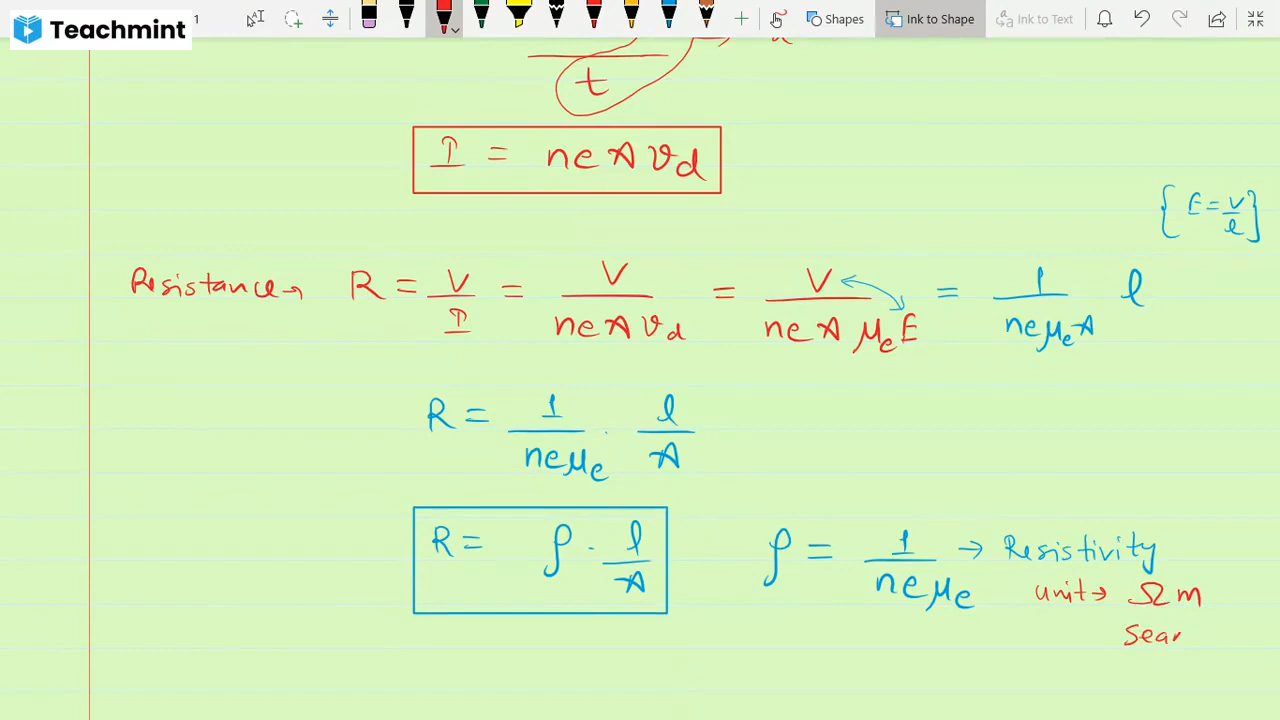 1
Shapes
Ink to Shape
Ink to Text
Teachmint
t
I = neAv_d
{E = V/l}
Resistance → R = V/I = V/(neAv_d) = V/(neAμ_eE) = 1/(neμ_eA) l
R = 1/(neμ_e) . l/A
R = ρ . l/A
ρ = 1/(neμ_e) → Resistivity
unit → Ωm